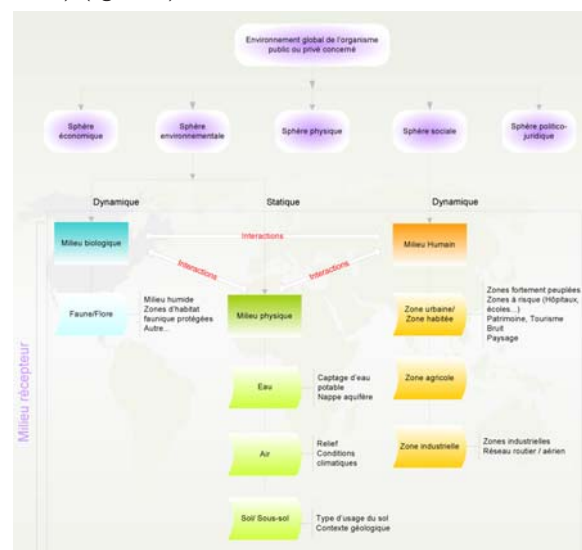 Environnement global de l'organisme
public ou privé concerné
Sphère
économique
Sphère
environnementale
Sphère physique
Sphère sociale
Sphère politico-
juridique
Dynamique
Statique
Dynamique
Milieu biologique
Interactions
Milieu Humain
Interactions
Interactions
Faune/Flore
Milieu humide
Zones d'habitat
faunique protégées
Autre...
Milieu physique
Zone urbaine/
Zone habitée
Zones fortement peuplées
Zones à risque (Hôpitaux,
écoles...)
Patrimoine, Tourisme
Bruit
Paysage
Milieu récepteur
Eau
Captage d'eau
potable
Nappe aquifère
Zone agricole
Air
Relief
Conditions
climatiques
Zone industrielle
Zones industrielles
Réseau routier / aérien
Sol/ Sous-sol
Type d'usage du sol
Contexte géologique